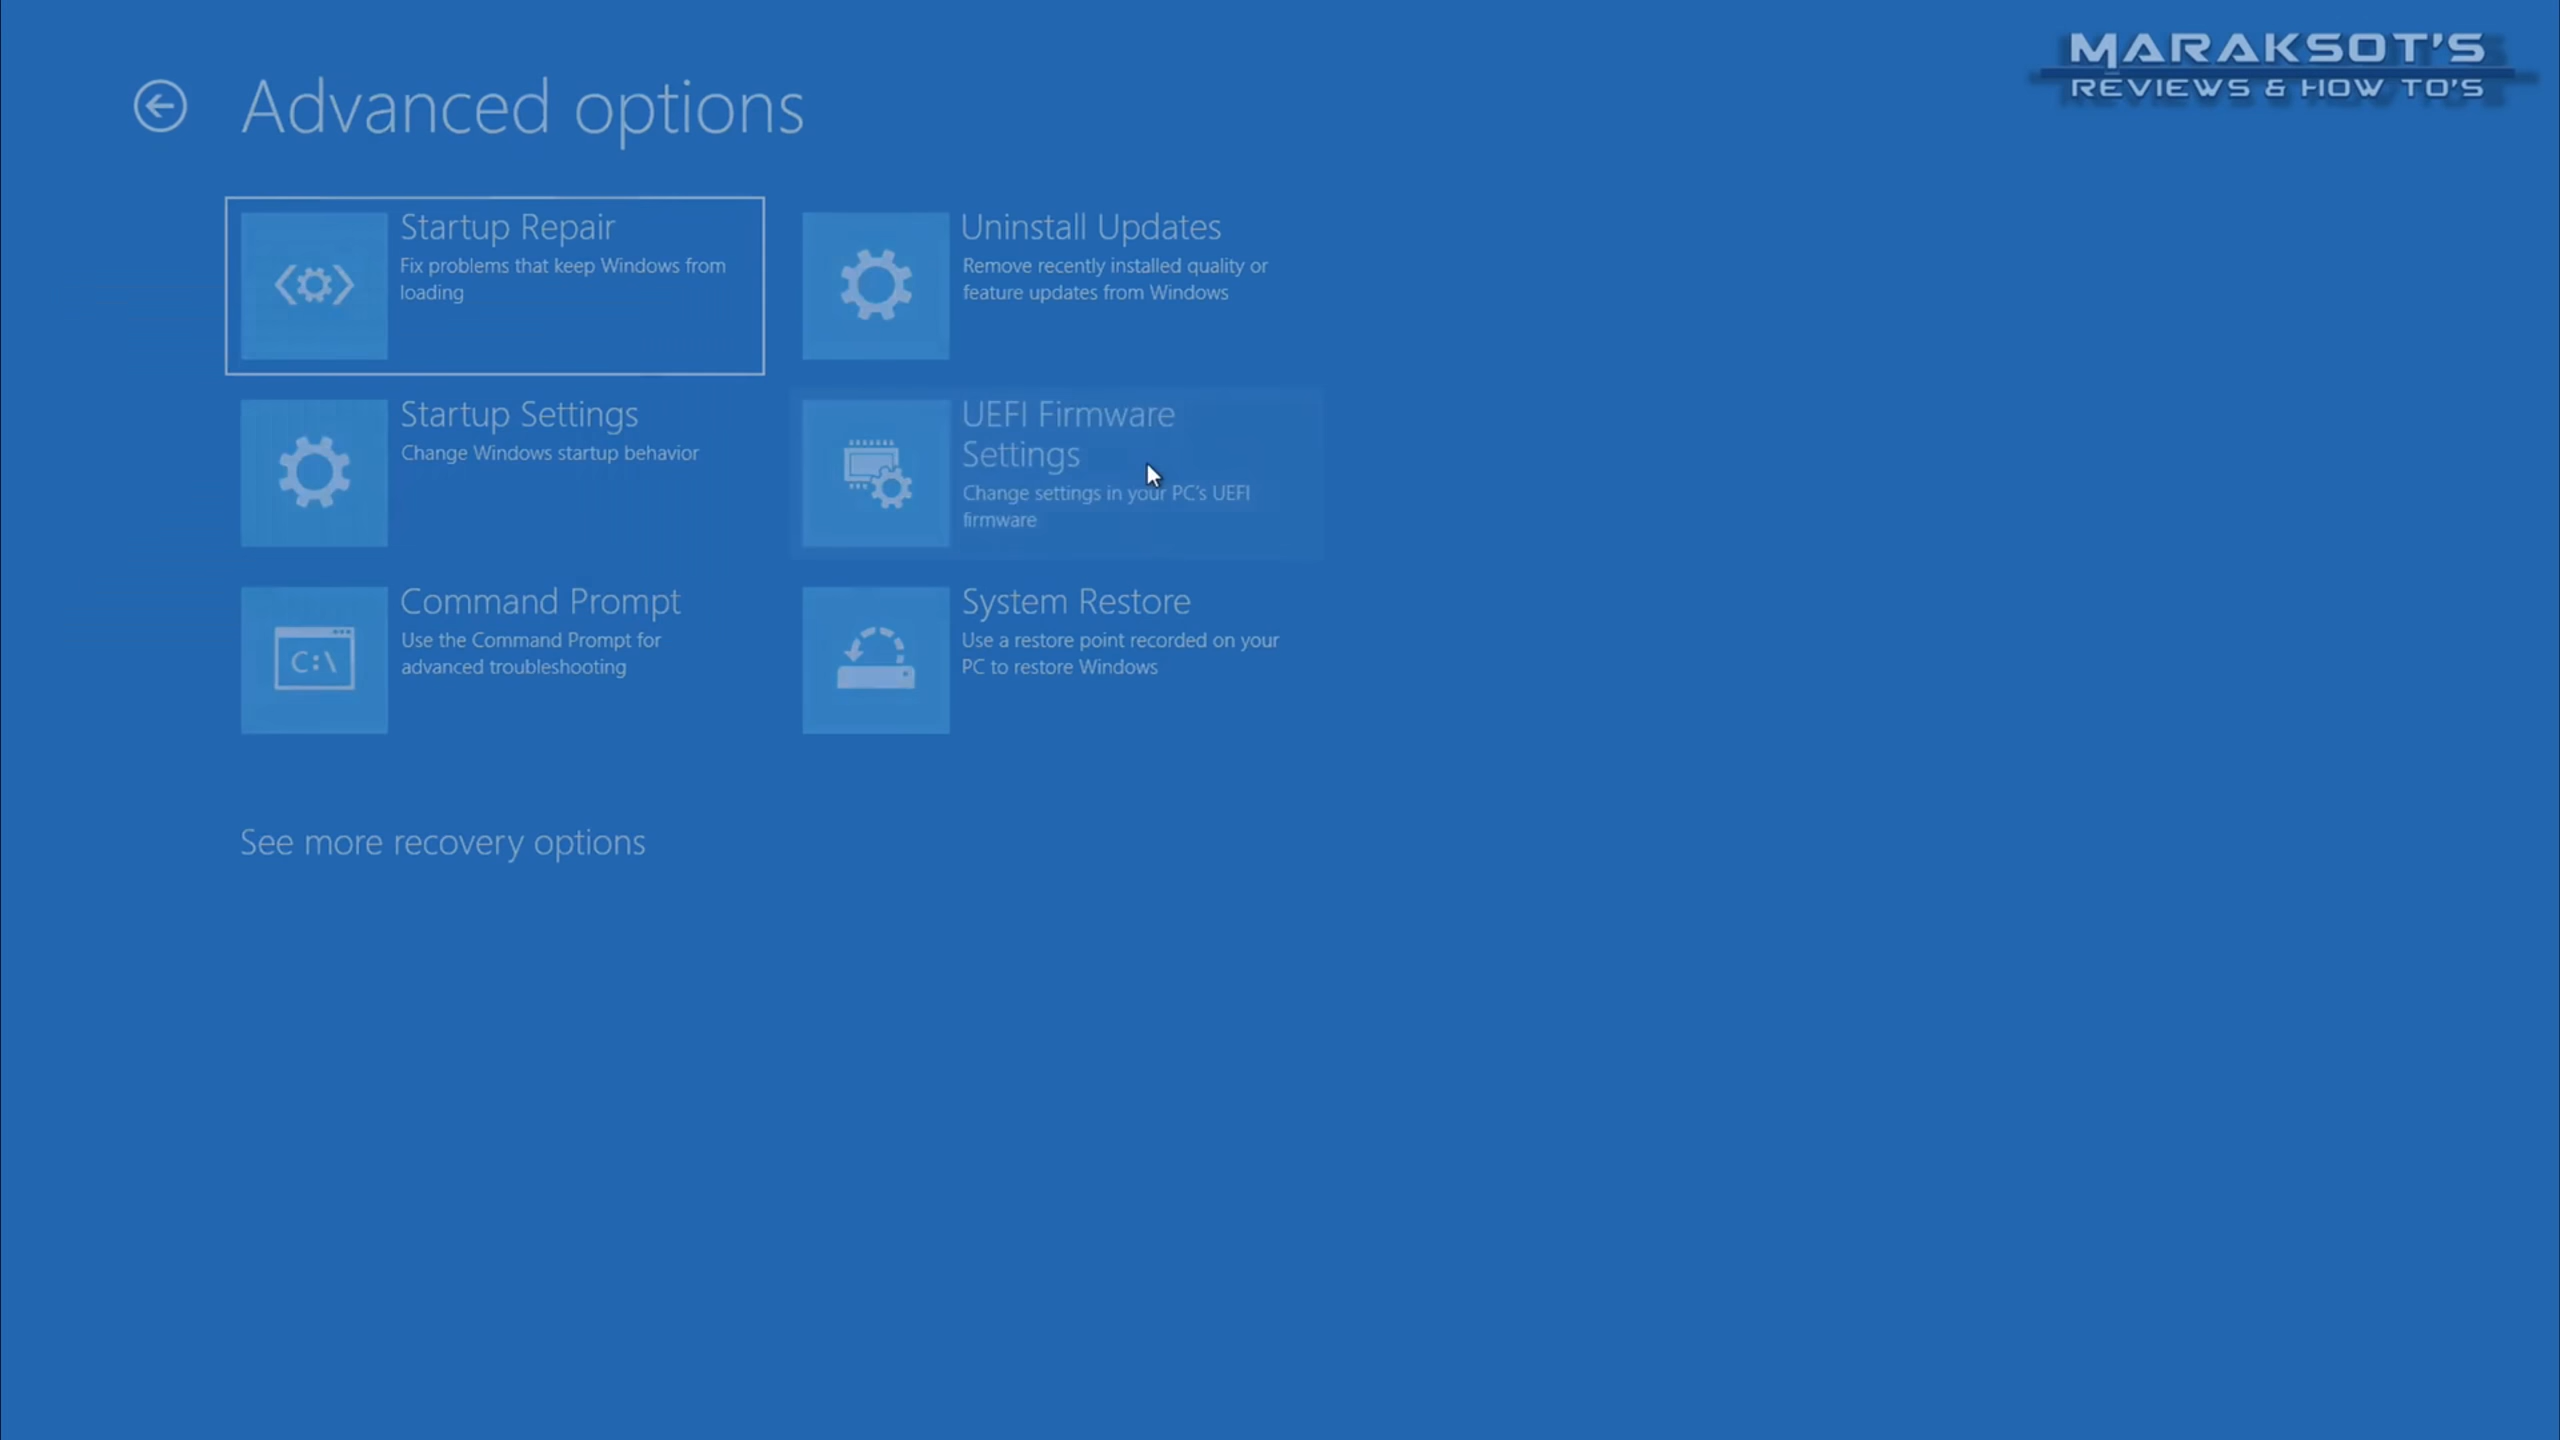 MARAKSOT'S
REVIEWS & HOW TO'S
Advanced options
Startup Repair
Fix problems that keep Windows from
loading
Uninstall Updates
Remove recently installed quality or
feature updates from Windows
Startup Settings
Change Windows startup behavior
UEFI Firmware
Settings
Change settings in your PC's UEFI
firmware
C:\
Command Prompt
Use the Command Prompt for
advanced troubleshooting
System Restore
Use a restore point recorded on your
PC to restore Windows
See more recovery options